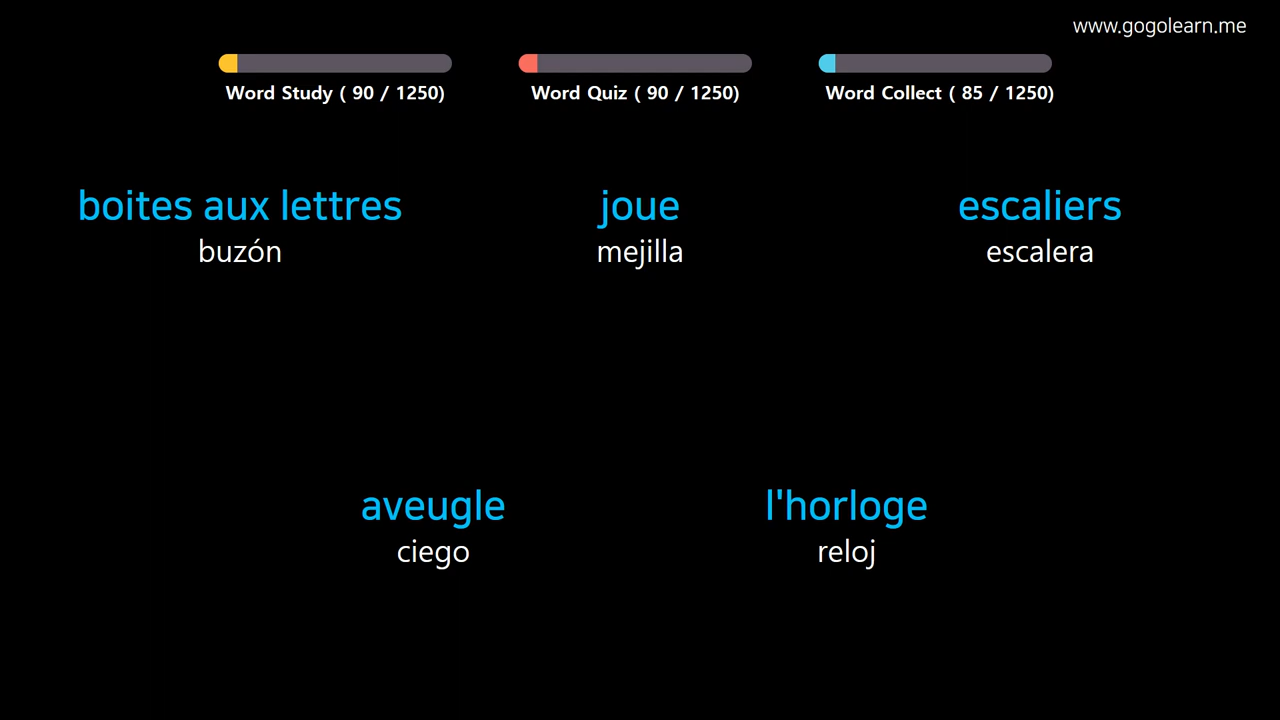 www.gogolearn.me
Word Study ( 90 / 1250)
Word Quiz ( 90 / 1250)
Word Collect ( 85 / 1250)
boites aux lettres
buzón
joue
mejilla
escaliers
escalera
aveugle
ciego
l'horloge
reloj